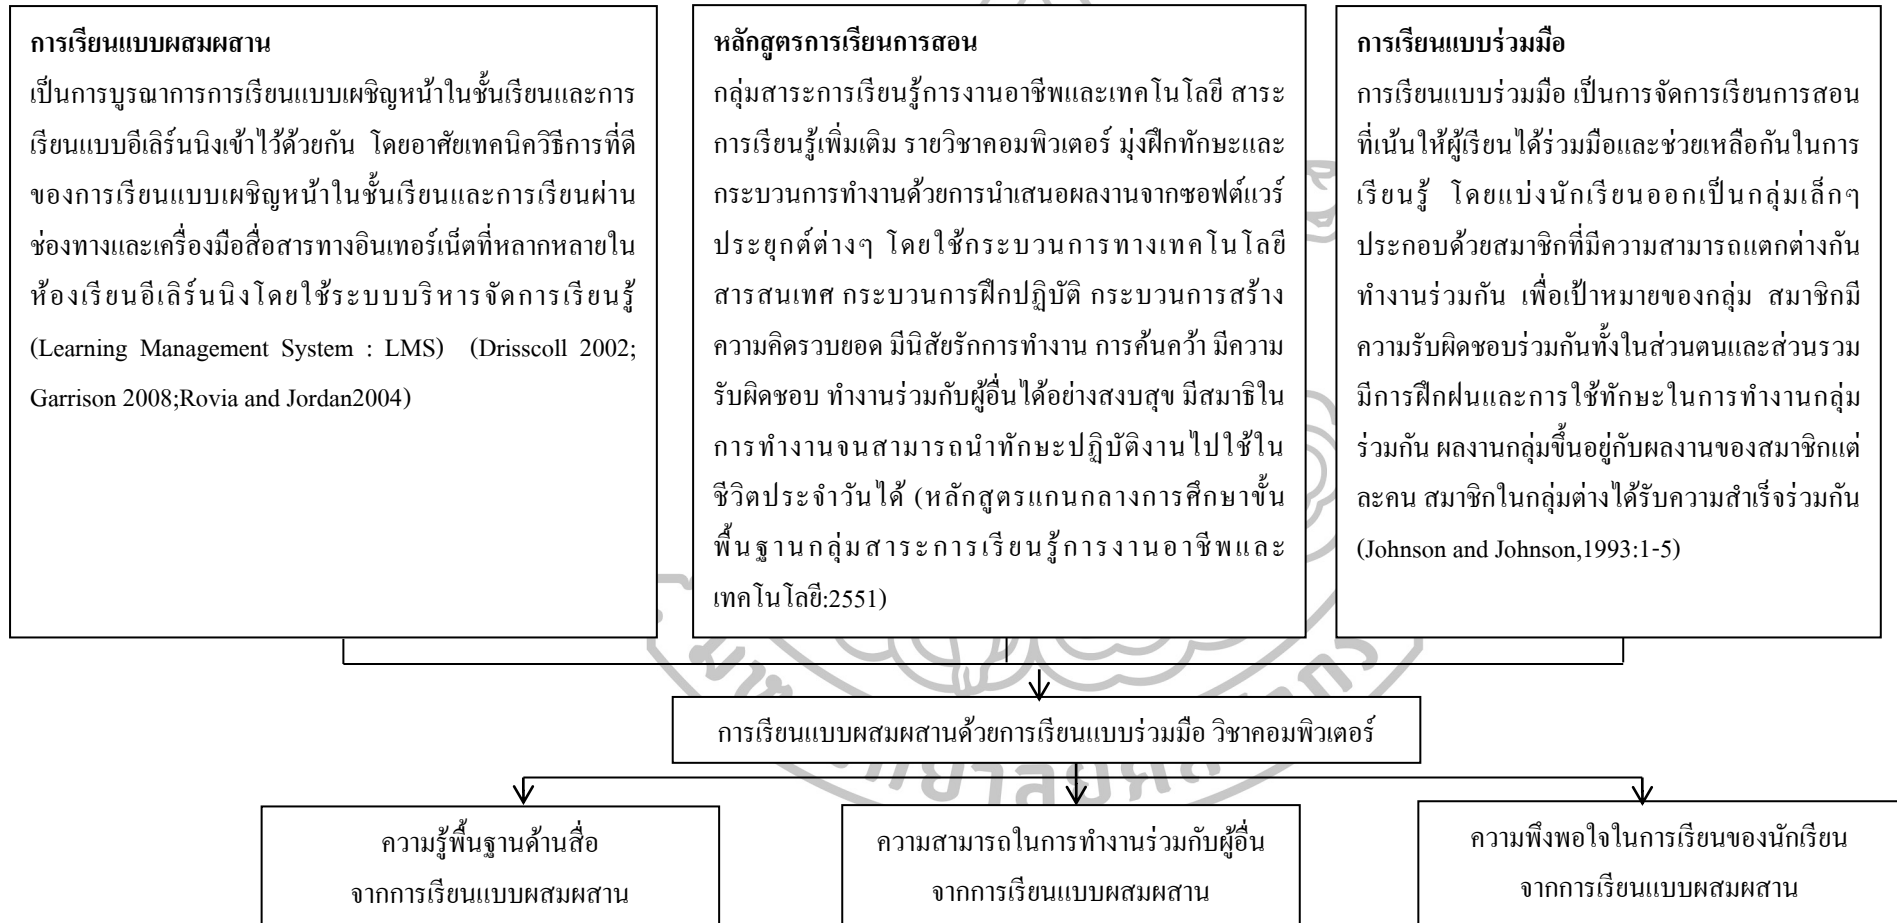 การเรียนแบบผสมผสาน
เป็นการบูรณาการการเรียนแบบเผชิญหน้าในชั้นเรียนและการ
เรียนแบบอีเลิร์นนิงเข้าไว้ด้วยกัน โดยอาศัยเทคนิควิธีการที่ดี
ของการเรียนแบบเผชิญหน้าในชั้นเรียนและการเรียนผ่าน
ช่องทางและเครื่องมือสื่อสารทางอินเทอร์เน็ตที่หลากหลายใน
ห้องเรียนอีเลิร์นนิงโดยใช้ระบบบริหารจัดการเรียนรู้
(Learning Management System : LMS) (Drisscoll 2002;
Garrison 2008;Rovia and Jordan2004)
หลักสูตรการเรียนการสอน
กลุ่มสาระการเรียนรู้การงานอาชีพและเทคโนโลยี สาระ
การเรียนรู้เพิ่มเติม รายวิชาคอมพิวเตอร์ มุ่งฝึกทักษะและ
กระบวนการทำงานด้วยการนำเสนอผลงานจากซอฟต์แวร์
ประยุกต์ต่างๆ โดยใช้กระบวนการทางเทคโนโลยี
สารสนเทศ กระบวนการฝึกปฏิบัติ กระบวนการสร้าง
ความคิดรวบยอด มีนิสัยรักการทำงาน การค้นคว้า มีความ
รับผิดชอบ ทำงานร่วมกับผู้อื่นได้อย่างสงบสุข มีสมาธิใน
การทำงานจนสามารถนำทักษะปฏิบัติงานไปใช้ใน
ชีวิตประจำวันได้ (หลักสูตรแกนกลางการศึกษาขั้น
พื้นฐานกลุ่มสาระการเรียนรู้การงานอาชีพและ
เทคโนโลยี:2551)
การเรียนแบบร่วมมือ
การเรียนแบบร่วมมือ เป็นการจัดการเรียนการสอน
ที่เน้นให้ผู้เรียนได้ร่วมมือและช่วยเหลือกันในการ
เรียนรู้ โดยแบ่งนักเรียนออกเป็นกลุ่มเล็กๆ
ประกอบด้วยสมาชิกที่มีความสามารถแตกต่างกัน
ทำงานร่วมกัน เพื่อเป้าหมายของกลุ่ม สมาชิกมี
ความรับผิดชอบร่วมกันทั้งในส่วนตนและส่วนรวม
มีการฝึกฝนและการใช้ทักษะในการทำงานกลุ่ม
ร่วมกัน ผลงานกลุ่มขึ้นอยู่กับผลงานของสมาชิกแต่
ละคน สมาชิกในกลุ่มต่างได้รับความสำเร็จร่วมกัน
(Johnson and Johnson,1993:1-5)
การเรียนแบบผสมผสานด้วยการเรียนแบบร่วมมือ วิชาคอมพิวเตอร์
ความรู้พื้นฐานด้านสื่อ
จากการเรียนแบบผสมผสาน
ความสามารถในการทำงานร่วมกับผู้อื่น
จากการเรียนแบบผสมผสาน
ความพึงพอใจในการเรียนของนักเรียน
จากการเรียนแบบผสมผสาน